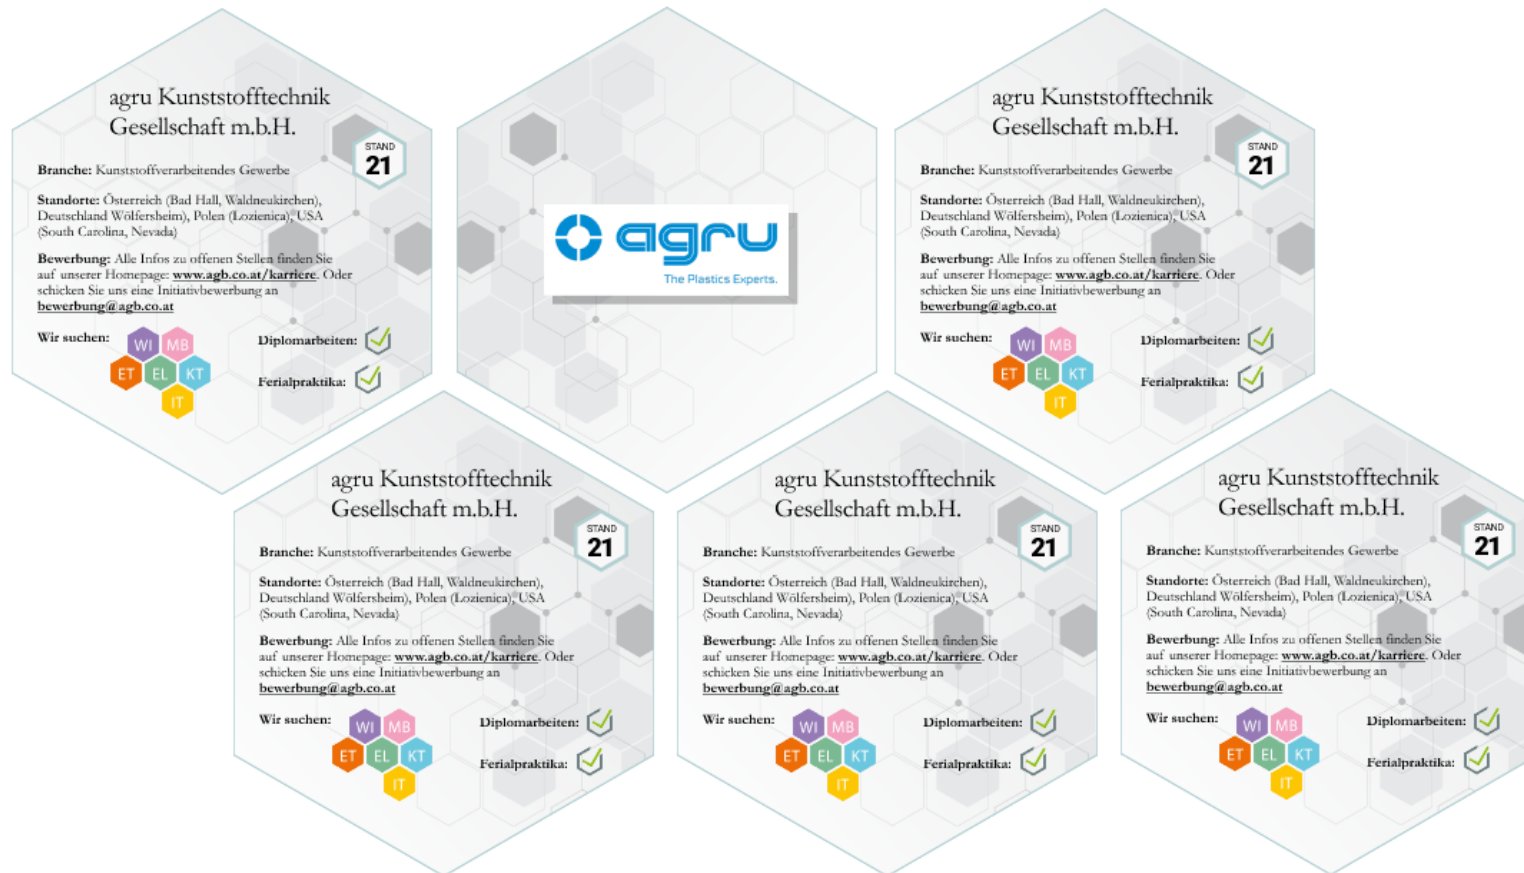 agru Kunststofftechnik
Gesellschaft m.b.H.
STAND
21
Branche: Kunststoffverarbeitendes Gewerbe
Standorte: Österreich (Bad Hall, Waldneukirchen),
Deutschland Wölfersheim), Polen (Lozienica), USA
(South Carolina, Nevada)
Bewerbung: Alle Infos zu offenen Stellen finden Sie
auf unserer Homepage: www.agb.co.at/karriere. Oder
schicken Sie uns eine Initiativbewerbung an
bewerbung@agb.co.at
Wir suchen:
WI MB
ET EL KT
IT
Diplomarbeiten:
Ferialpraktika:
agru
The Plastics Experts.
agru Kunststofftechnik
Gesellschaft m.b.H.
STAND
21
Branche: Kunststoffverarbeitendes Gewerbe
Standorte: Österreich (Bad Hall, Waldneukirchen),
Deutschland Wölfersheim), Polen (Lozienica), USA
(South Carolina, Nevada)
Bewerbung: Alle Infos zu offenen Stellen finden Sie
auf unserer Homepage: www.agb.co.at/karriere. Oder
schicken Sie uns eine Initiativbewerbung an
bewerbung@agb.co.at
Wir suchen:
WI MB
ET EL KT
IT
Diplomarbeiten:
Ferialpraktika:
agru Kunststofftechnik
Gesellschaft m.b.H.
STAND
21
Branche: Kunststoffverarbeitendes Gewerbe
Standorte: Österreich (Bad Hall, Waldneukirchen),
Deutschland Wölfersheim), Polen (Lozienica), USA
(South Carolina, Nevada)
Bewerbung: Alle Infos zu offenen Stellen finden Sie
auf unserer Homepage: www.agb.co.at/karriere. Oder
schicken Sie uns eine Initiativbewerbung an
bewerbung@agb.co.at
Wir suchen:
WI MB
ET EL KT
IT
Diplomarbeiten:
Ferialpraktika:
agru Kunststofftechnik
Gesellschaft m.b.H.
STAND
21
Branche: Kunststoffverarbeitendes Gewerbe
Standorte: Österreich (Bad Hall, Waldneukirchen),
Deutschland Wölfersheim), Polen (Lozienica), USA
(South Carolina, Nevada)
Bewerbung: Alle Infos zu offenen Stellen finden Sie
auf unserer Homepage: www.agb.co.at/karriere. Oder
schicken Sie uns eine Initiativbewerbung an
bewerbung@agb.co.at
Wir suchen:
WI MB
ET EL KT
IT
Diplomarbeiten:
Ferialpraktika:
agru Kunststofftechnik
Gesellschaft m.b.H.
STAND
21
Branche: Kunststoffverarbeitendes Gewerbe
Standorte: Österreich (Bad Hall, Waldneukirchen),
Deutschland Wölfersheim), Polen (Lozienica), USA
(South Carolina, Nevada)
Bewerbung: Alle Infos zu offenen Stellen finden Sie
auf unserer Homepage: www.agb.co.at/karriere. Oder
schicken Sie uns eine Initiativbewerbung an
bewerbung@agb.co.at
Wir suchen:
WI MB
ET EL KT
IT
Diplomarbeiten:
Ferialpraktika: